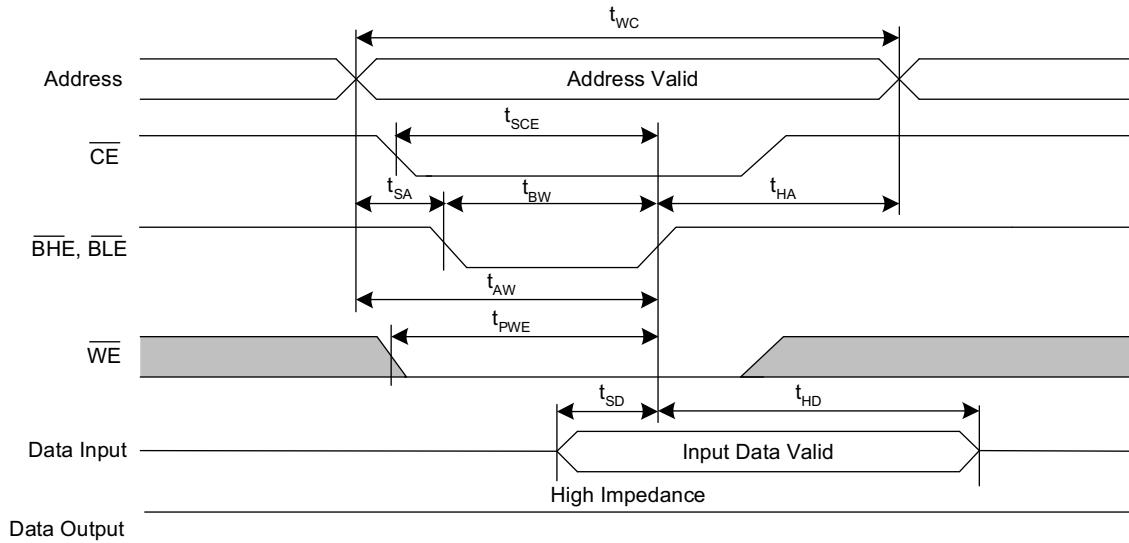 tWC
Address
Address Valid
tSCE
CE
tSA
tBW
tHA
BHE, BLE
tAW
tPWE
WE
tSD
tHD
Data Input
Input Data Valid
High Impedance
Data Output